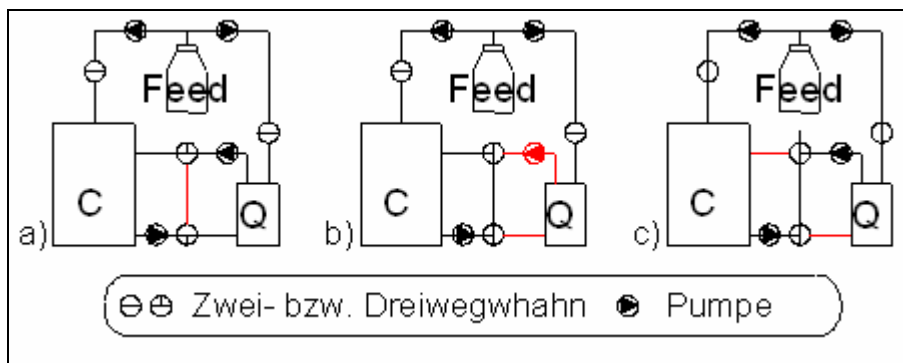 Feed Feed Feed
C C C
Q Q Q
a) b) c)
Zwei- bzw. Dreiwegwhahn Pumpe